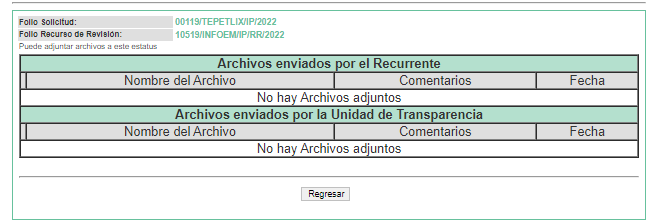 Folio Solicitud: 00119/TEPETLIX/IP/2022
Folio Recurso de Revisión: 10519/INFOEM/IP/RR/2022
Puede adjuntar archivos a este estatus
Archivos enviados por el Recurrente
Nombre del Archivo Comentarios Fecha
No hay Archivos adjuntos
Archivos enviados por la Unidad de Transparencia
Nombre del Archivo Comentarios Fecha
No hay Archivos adjuntos
Regresar